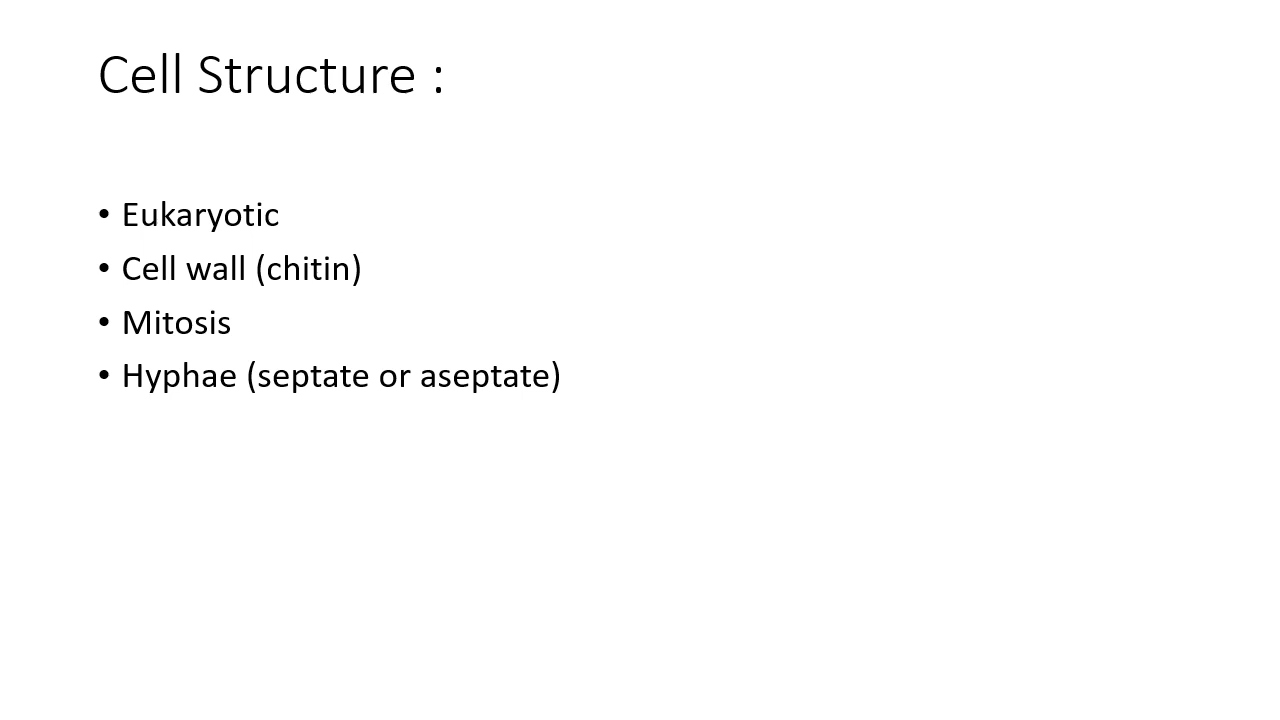 Cell Structure :
• Eukaryotic
• Cell wall (chitin)
• Mitosis
• Hyphae (septate or aseptate)